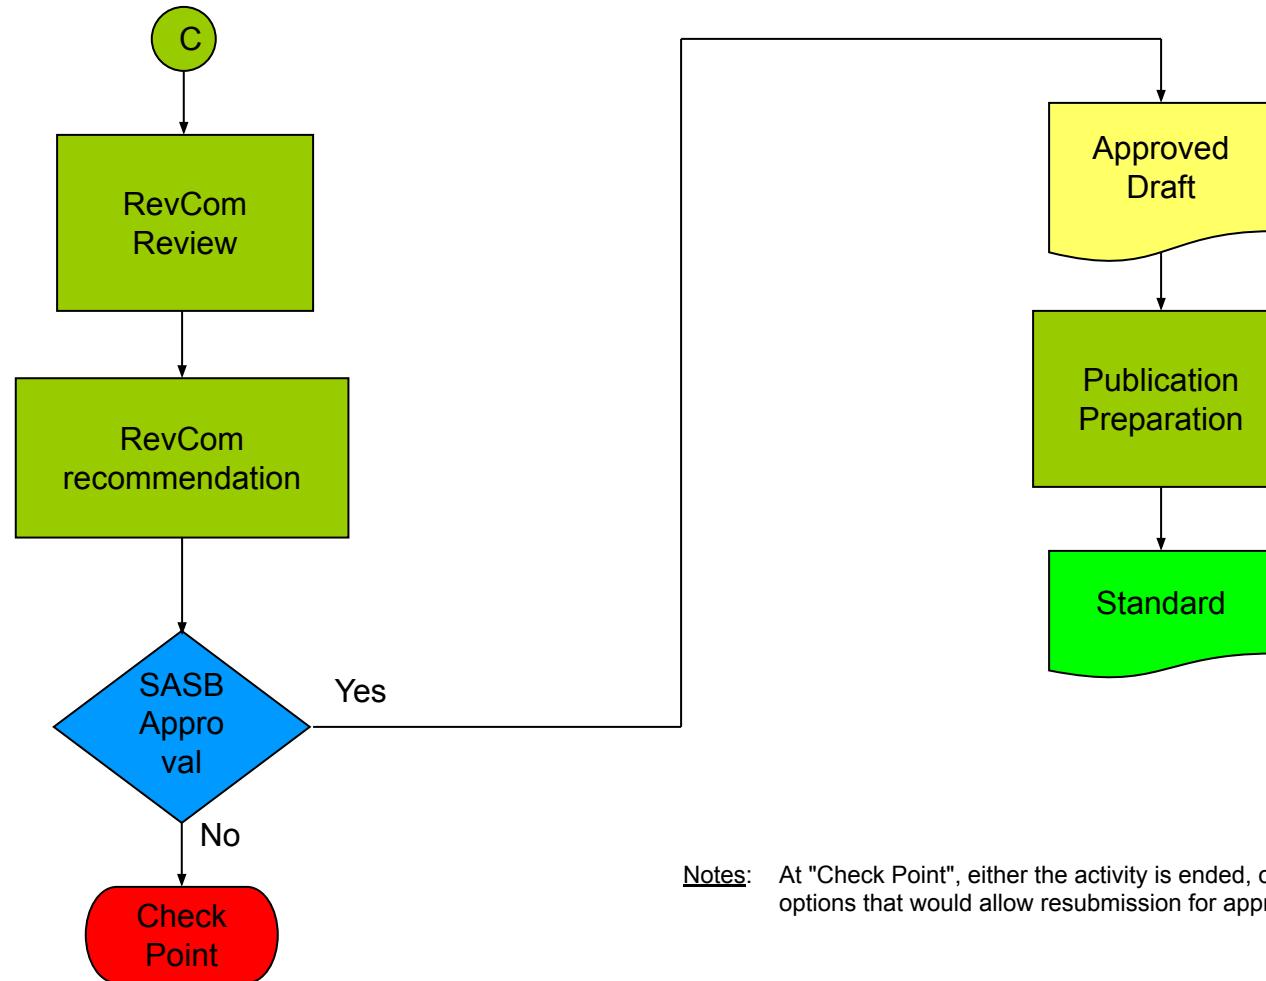 C
RevCom
Review
RevCom
recommendation
SASB
Appro
val
Yes
No
Check
Point
Approved
Draft
Publication
Preparation
Standard
Notes: At "Check Point", either the activity is ended,
options that would allow resubmission for